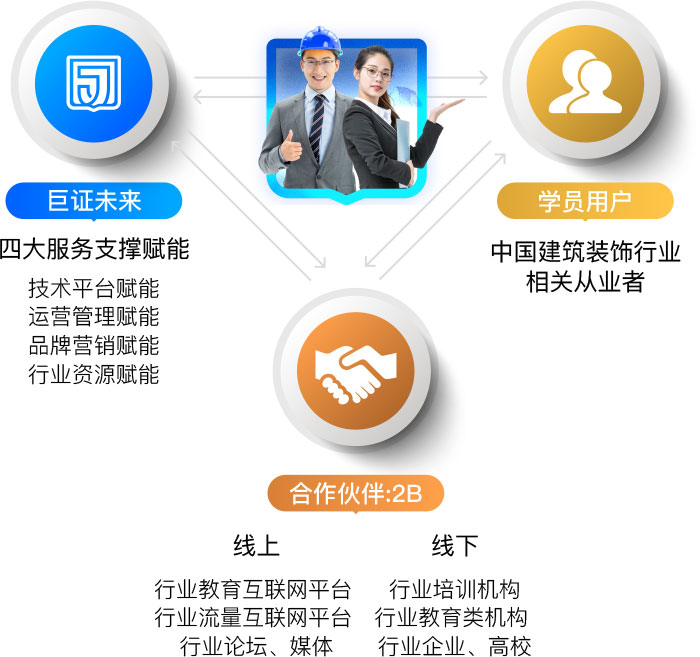 巨证未来
四大服务支撑赋能
技术平台赋能
运营管理赋能
品牌营销赋能
行业资源赋能
学员用户
中国建筑装饰行业
相关从业者
合作伙伴:2B
线上
行业教育互联网平台
行业流量互联网平台
行业论坛、媒体
线下
行业培训机构
行业教育类机构
行业企业、高校